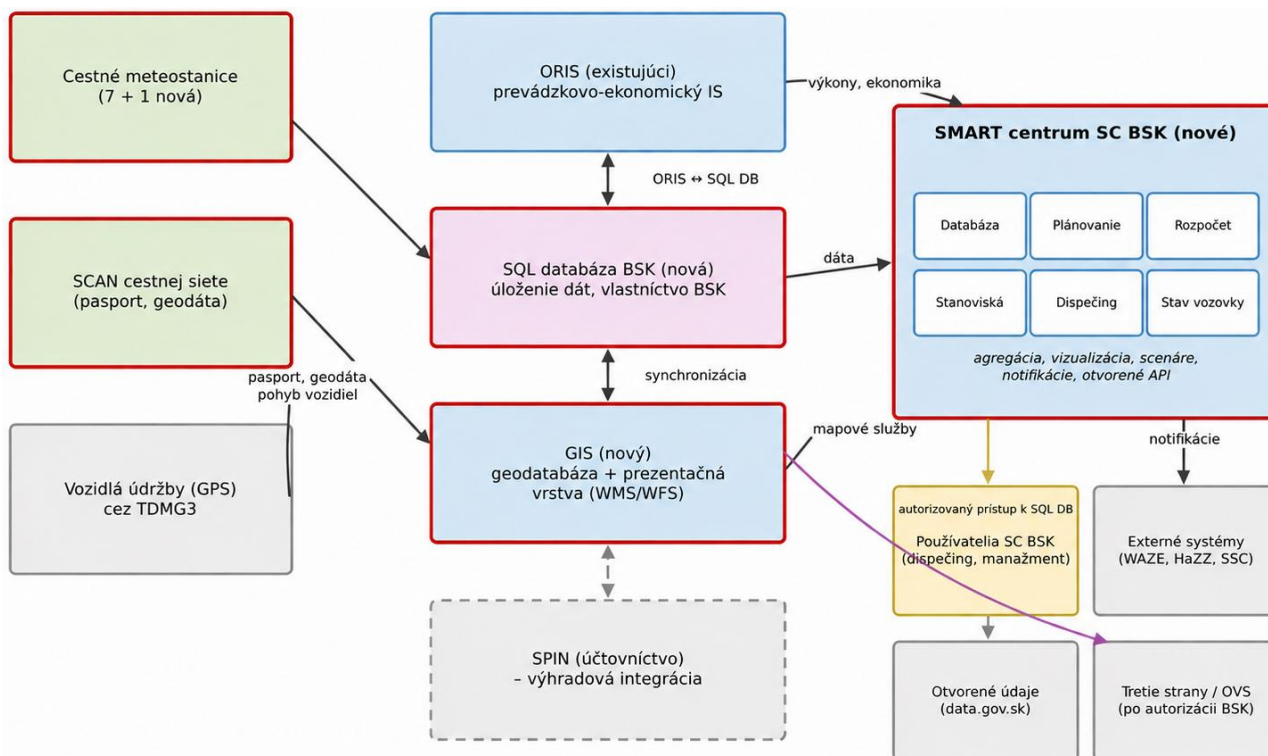 Cestné meteostanice
(7 + 1 nová)
ORIS (existujúci)
prevádzkovo-ekonomický IS
výkony, ekonomika
SMART centrum SC BSK (nové)
ORIS ↔ SQL DB
Databáza
Plánovanie
Rozpočet
SCAN cestnej siete
(pasport, geodáta)
SQL databáza BSK (nová)
úloženie dát, vlastníctvo BSK
dáta
Stanoviská
Dispečing
Stav vozovky
agregácia, vizualizácia, scenáre,
notifikácie, otvorené API
pasport, geodáta
pohyb vozidiel
synchronizácia
Vozidlá údržby (GPS)
cez TDMG3
GIS (nový)
geodatabáza + prezentačná
vrstva (WMS/WFS)
mapové služby
notifikácie
autorizovaný prístup k SQL DB
Používatelia SC BSK
(dispečing, manažment)
Externé systémy
(WAZE, HaZZ, SSC)
SPIN (účtovníctvo)
– výhradová integrácia
Otvorené údaje
(data.gov.sk)
Tretie strany / OVS
(po autorizácii BSK)